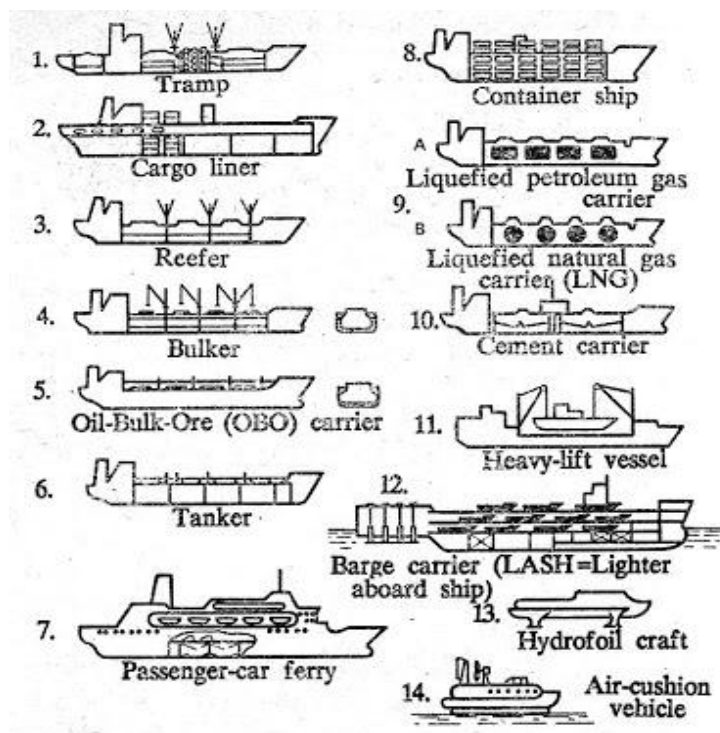 1.
Tramp
2.
Cargo liner
3.
Reefer
4.
Bulker
5.
Oil-Bulk-Ore (OBO) carrier
6.
Tanker
7.
Passenger-car ferry
8.
Container ship
A
Liquefied petroleum gas
carrier
9.
B
Liquefied natural gas
carrier (LNG)
10.
Cement carrier
11.
Heavy-lift vessel
12.
Barge carrier (LASH=Lighter
aboard ship)
13.
Hydrofoil craft
14.
Air-cushion
vehicle